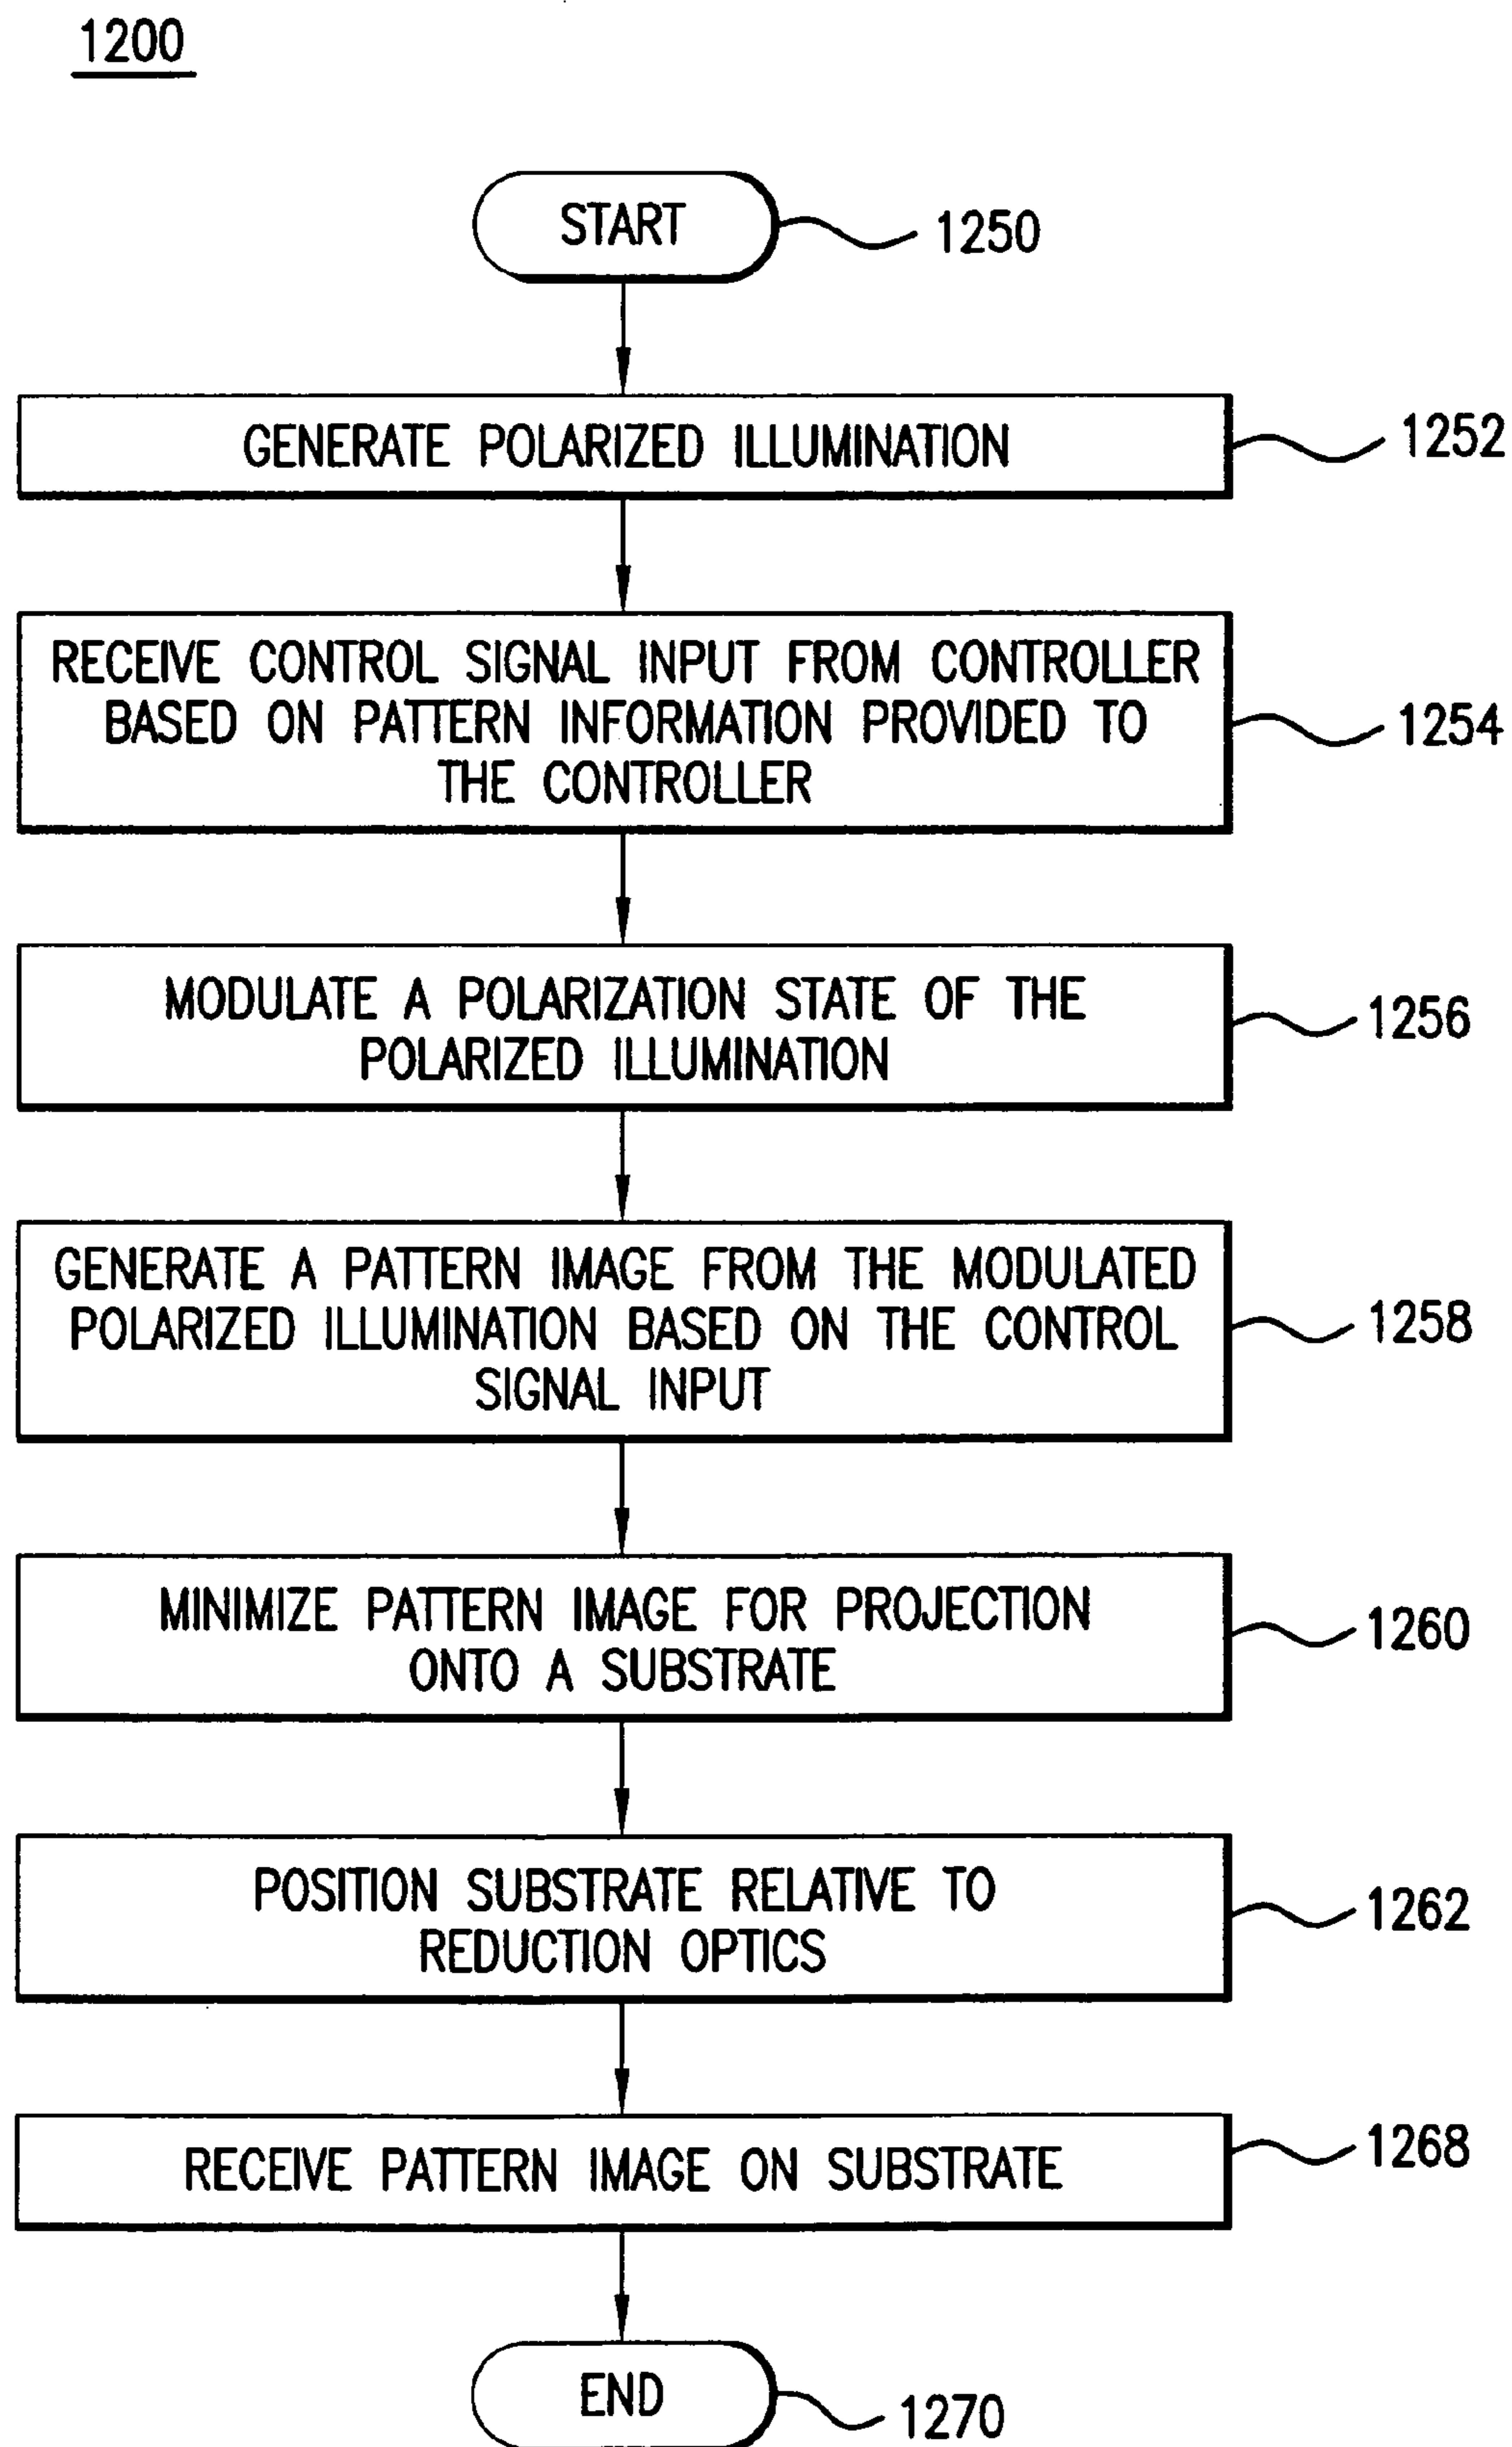 1200
START
1250
GENERATE POLARIZED ILLUMINATION
1252
RECEIVE CONTROL SIGNAL INPUT FROM CONTROLLER
BASED ON PATTERN INFORMATION PROVIDED TO
THE CONTROLLER
1254
MODULATE A POLARIZATION STATE OF THE
POLARIZED ILLUMINATION
1256
GENERATE A PATTERN IMAGE FROM THE MODULATED
POLARIZED ILLUMINATION BASED ON THE CONTROL
SIGNAL INPUT
1258
MINIMIZE PATTERN IMAGE FOR PROJECTION
ONTO A SUBSTRATE
1260
POSITION SUBSTRATE RELATIVE TO
REDUCTION OPTICS
1262
RECEIVE PATTERN IMAGE ON SUBSTRATE
1268
END
1270